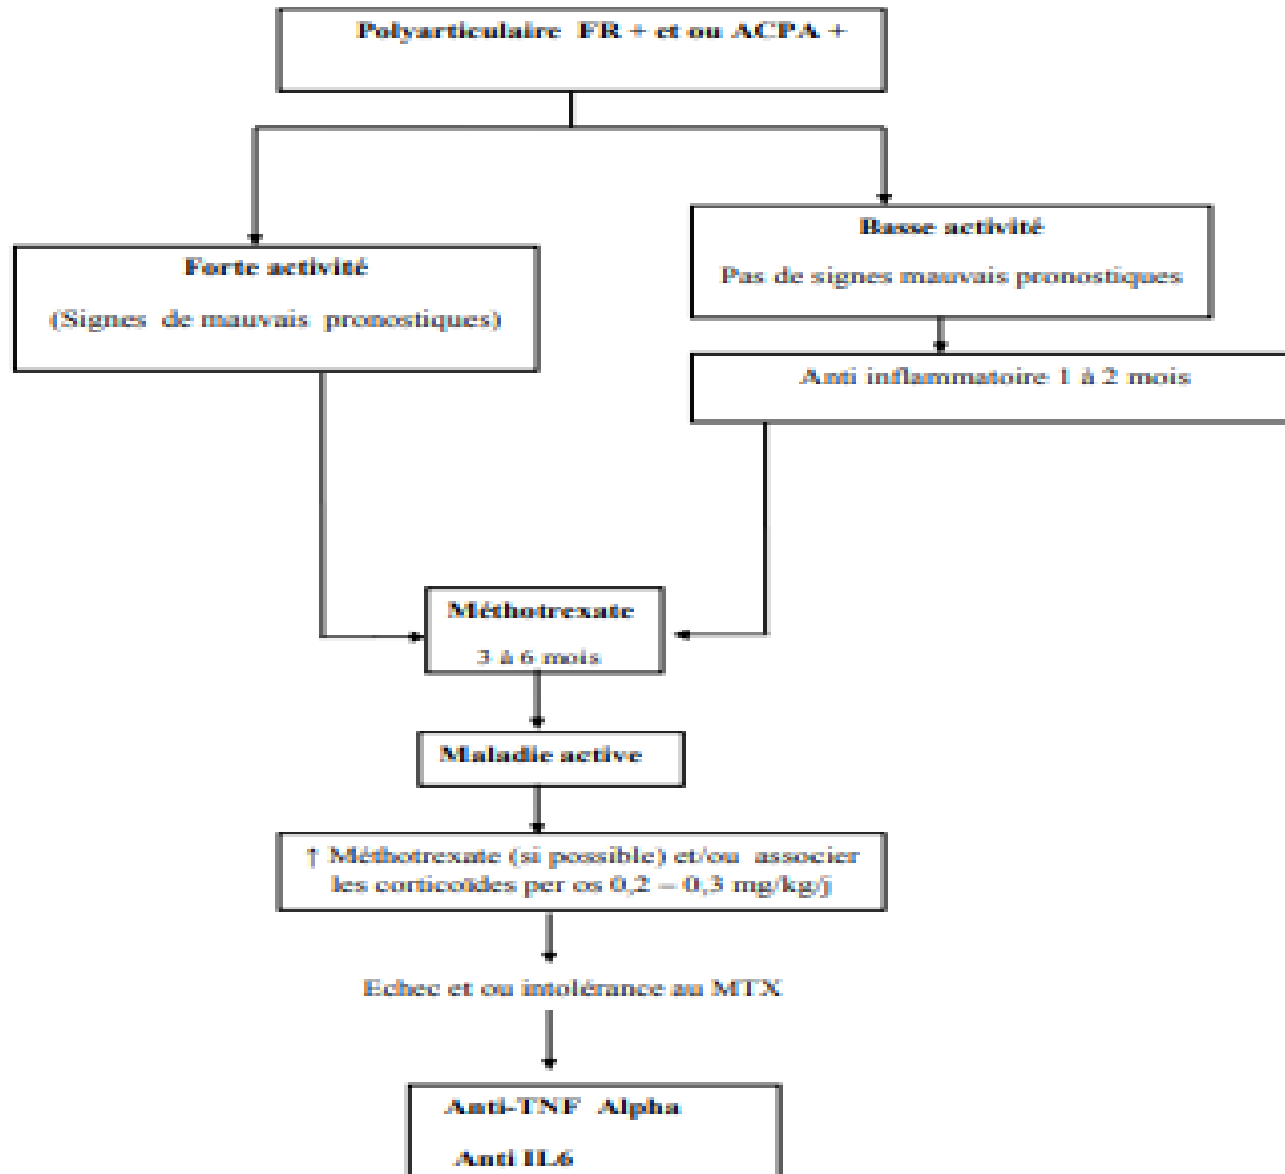 Polyarticulaire FR + et ou ACPA +
Forte activité
(Signes de mauvais pronostiques)
Basse activité
Pas de signes mauvais pronostiques
Anti inflammatoire 1 à 2 mois
Méthotrexate
3 à 6 mois
Maladie active
↑ Méthotrexate (si possible) et/ou associer
les corticoïdes per os 0,2 – 0,3 mg/kg/j
Echec et ou intolérance au MTX
Anti-TNF Alpha
Anti IL6